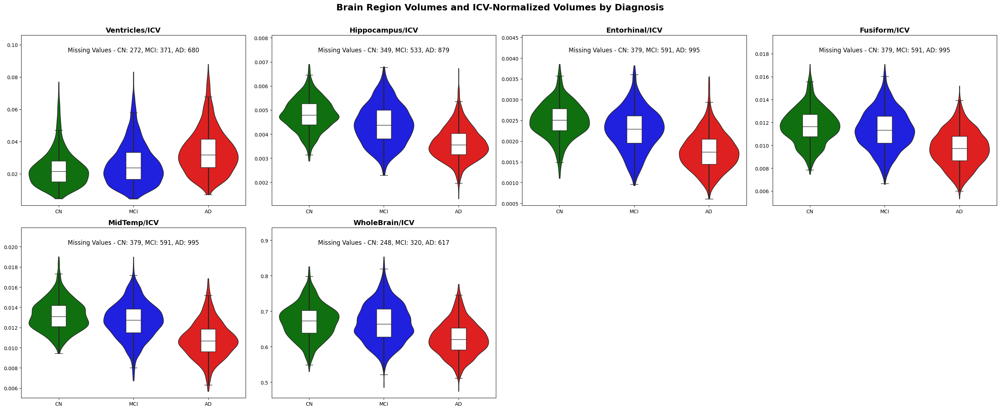 Brain Region Volumes and ICV-Normalized Volumes by Diagnosis
Ventricles/ICV
Missing Values - CN: 272, MCI: 371, AD: 680
0.10
0.08
0.06
0.04
0.02
CN
MCI
AD
Hippocampus/ICV
Missing Values - CN: 349, MCI: 533, AD: 879
0.008
0.007
0.006
0.005
0.004
0.003
0.002
CN
MCI
AD
Entorhinal/ICV
Missing Values - CN: 379, MCI: 591, AD: 995
0.0045
0.0040
0.0035
0.0030
0.0025
0.0020
0.0015
0.0010
0.0005
CN
MCI
AD
Fusiform/ICV
Missing Values - CN: 379, MCI: 591, AD: 995
0.018
0.016
0.014
0.012
0.010
0.008
0.006
CN
MCI
AD
MidTemp/ICV
Missing Values - CN: 379, MCI: 591, AD: 995
0.020
0.018
0.016
0.014
0.012
0.010
0.008
0.006
CN
MCI
AD
WholeBrain/ICV
Missing Values - CN: 248, MCI: 320, AD: 617
0.9
0.8
0.7
0.6
0.5
CN
MCI
AD